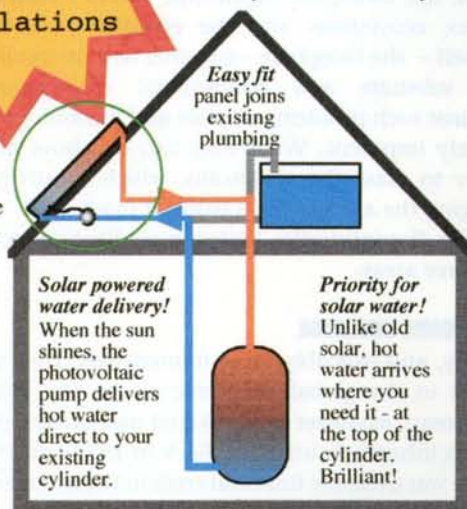 lations
Easy fit
panel joins
existing
plumbing
Solar powered
water delivery!
When the sun
shines, the
photovoltaic
pump delivers
hot water
direct to your
existing
cylinder.
Priority for
solar water!
Unlike old
solar, hot
water arrives
where you
need it - at
the top of the
cylinder.
Brilliant!